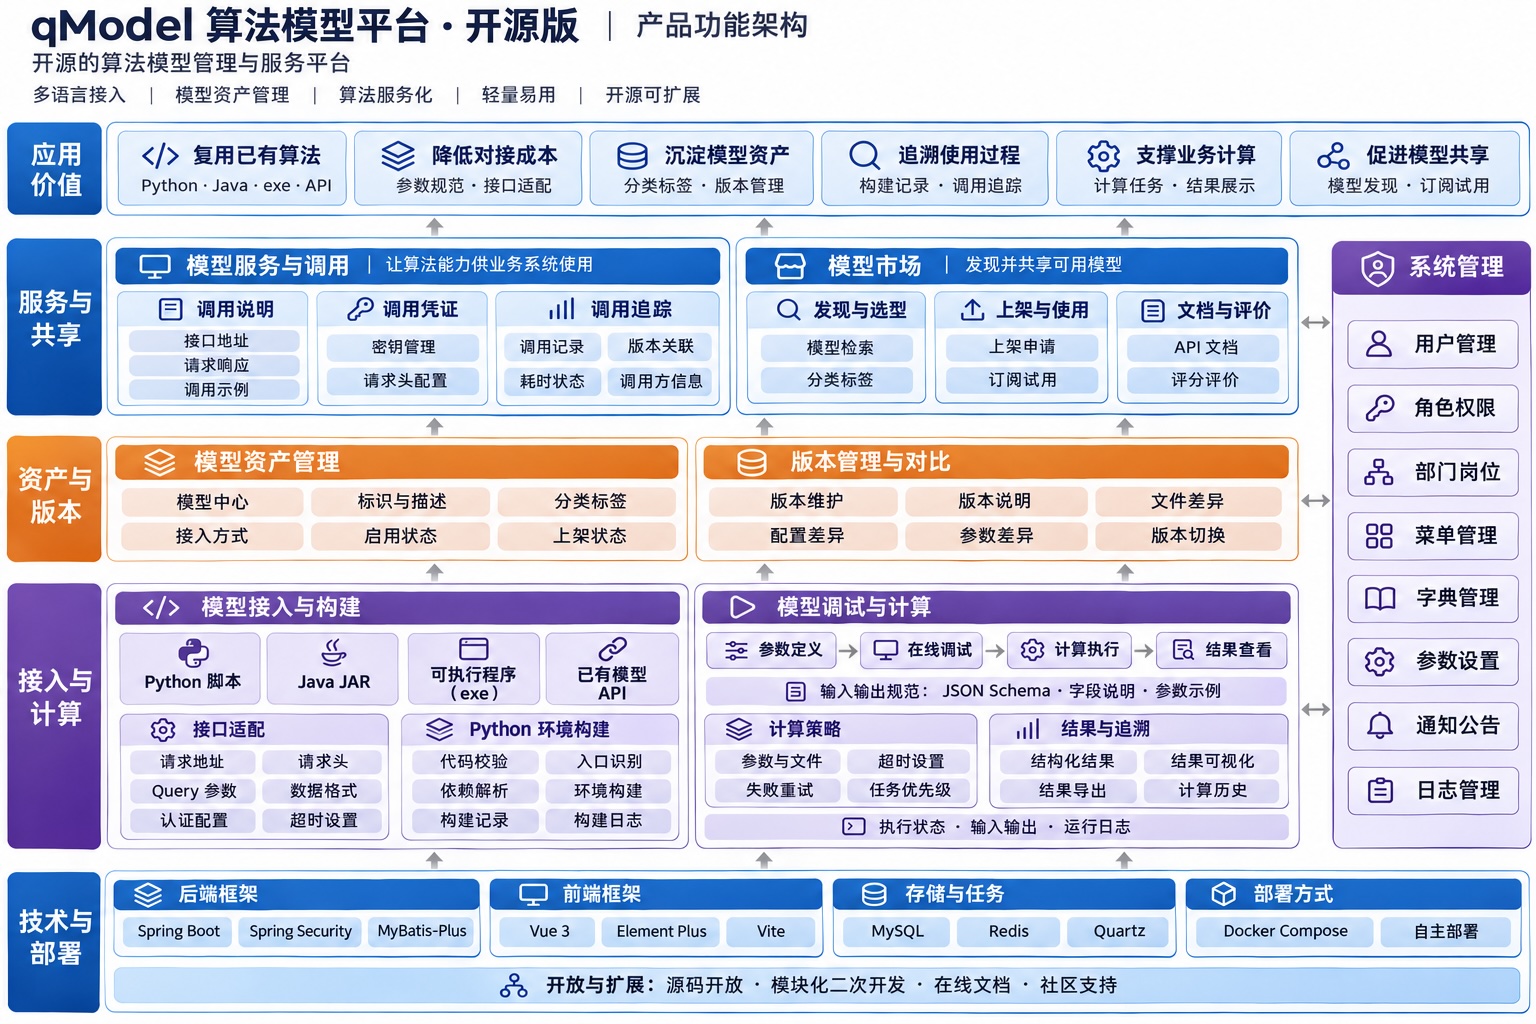 qModel 算法模型平台 · 开源版 | 产品功能架构
开源的算法模型管理与服务平台
多语言接入 | 模型资产管理 | 算法服务化 | 轻量易用 | 开源可扩展
应用
价值
复用已有算法
Python · Java · exe · API
降低对接成本
参数规范 · 接口适配
沉淀模型资产
分类标签 · 版本管理
追溯使用过程
构建记录 · 调用追踪
支撑业务计算
计算任务 · 结果展示
促进模型共享
模型发现 · 订阅试用
服务与
共享
模型服务与调用 | 让算法能力供业务系统使用
调用说明
接口地址
请求响应
调用示例
调用凭证
密钥管理
请求头配置
调用追踪
调用记录
版本关联
耗时状态
调用方信息
模型市场 | 发现并共享可用模型
发现与选型
模型检索
分类标签
上架与使用
上架申请
订阅试用
文档与评价
API 文档
评分评价
资产与
版本
模型资产管理
模型中心
标识与描述
分类标签
接入方式
启用状态
上架状态
版本管理与对比
版本维护
版本说明
文件差异
配置差异
参数差异
版本切换
接入与
计算
模型接入与构建
Python 脚本
Java JAR
可执行程序
（exe）
已有模型
API
接口适配
请求地址
请求头
Query 参数
数据格式
认证配置
超时设置
Python 环境构建
代码校验
入口识别
依赖解析
环境构建
构建记录
构建日志
模型调试与计算
参数定义
在线调试
计算执行
结果查看
输入输出规范： JSON Schema · 字段说明 · 参数示例
计算策略
参数与文件
超时设置
失败重试
任务优先级
结果与追溯
结构化结果
结果可视化
结果导出
计算历史
执行状态 · 输入输出 · 运行日志
系统管理
用户管理
角色权限
部门岗位
菜单管理
字典管理
参数设置
通知公告
日志管理
技术与
部署
后端框架
Spring Boot
Spring Security
MyBatis-Plus
前端框架
Vue 3
Element Plus
Vite
存储与任务
MySQL
Redis
Quartz
部署方式
Docker Compose
自主部署
开放与扩展： 源码开放 · 模块化二次开发 · 在线文档 · 社区支持